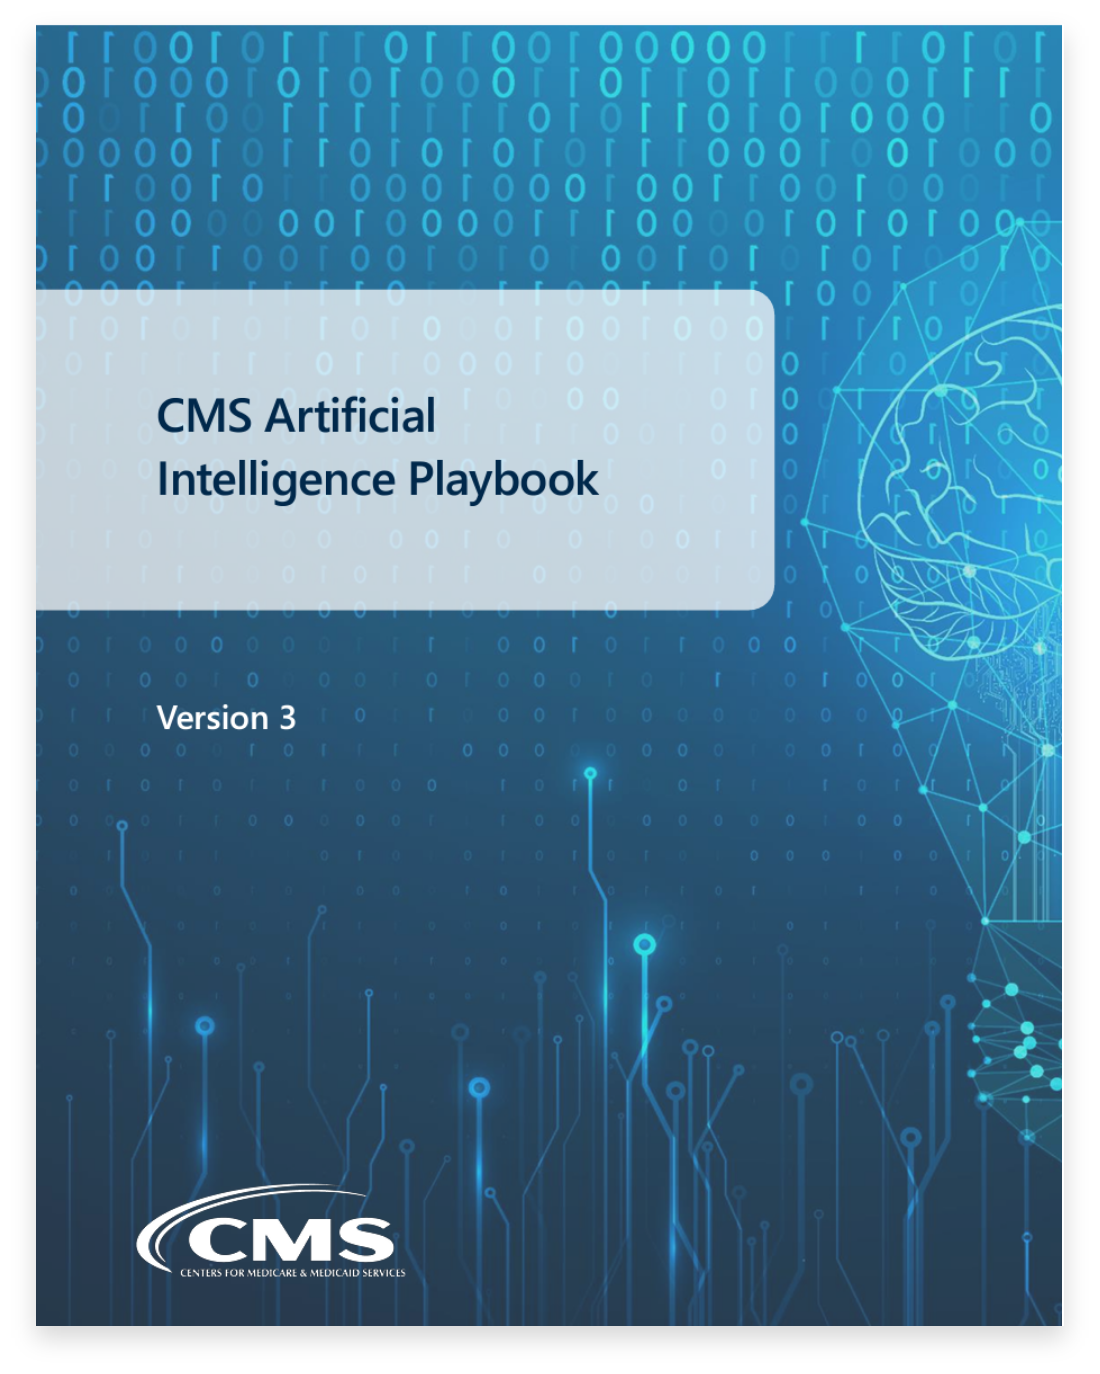 CMS Artificial
Intelligence Playbook
Version 3
CMS
CENTERS FOR MEDICARE & MEDICAID SERVICES